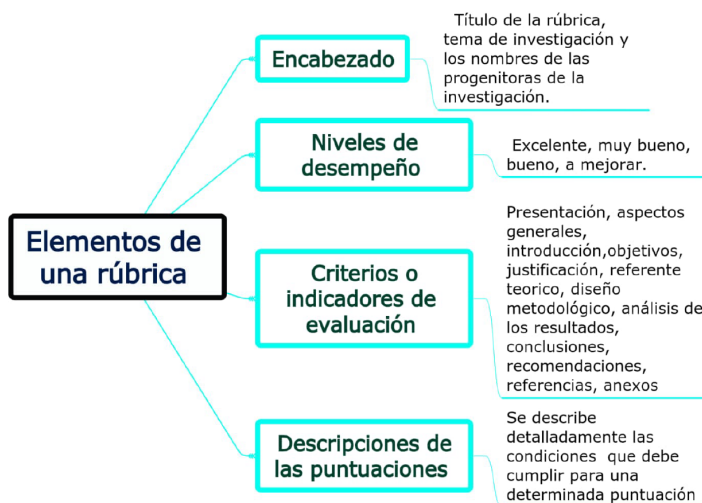 Elementos de
una rúbrica
Encabezado
Título de la rúbrica,
tema de investigación y
los nombres de las
progenitoras de la
investigación.
Niveles de
desempeño
Excelente, muy bueno,
bueno, a mejorar.
Criterios o
indicadores de
evaluación
Presentación, aspectos
generales,
introducción,objetivos,
justificación, referente
teorico, diseño
metodológico, análisis de
los resultados,
conclusiones,
recomendaciones,
referencias, anexos
Descripciones de
las puntuaciones
Se describe
detalladamente las
condiciones que debe
cumplir para una
determinada puntuación